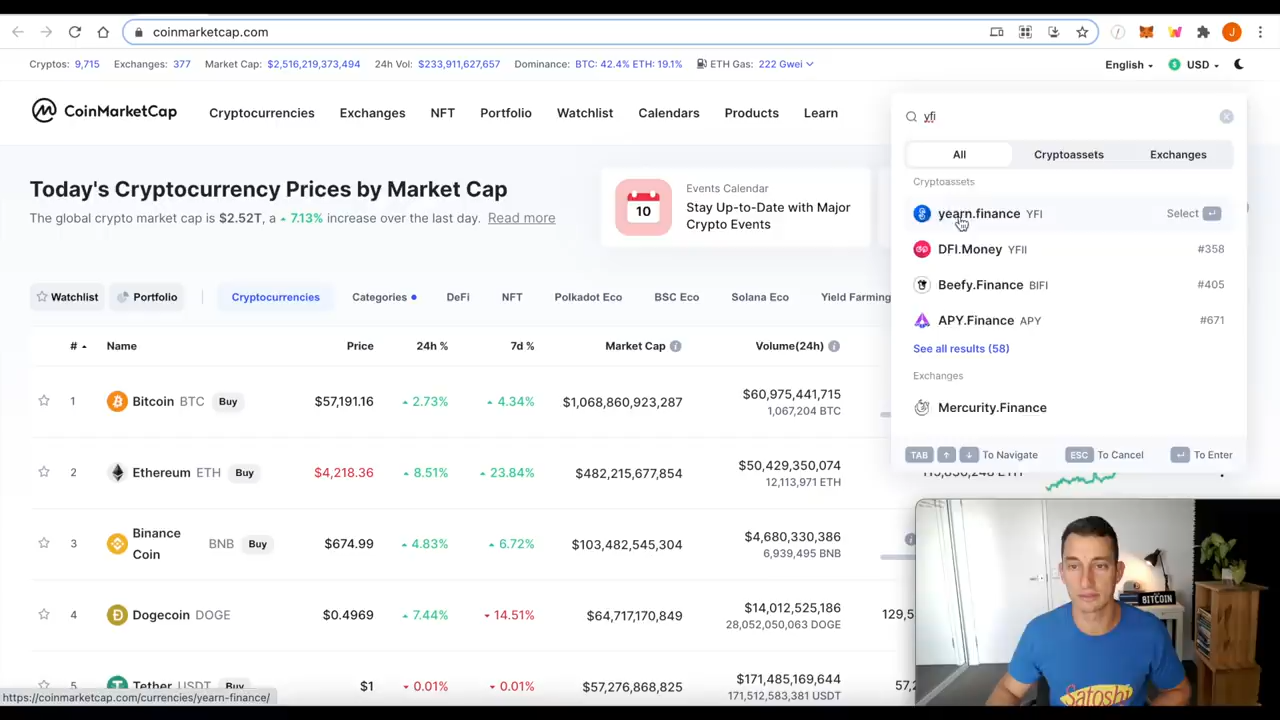 coinmarketcap.com
Cryptos: 9,715 Exchanges: 377 Market Cap: $2,516,219,373,494 24h Vol: $233,911,627,657 Dominance: BTC: 42.4% ETH: 19.1% ETH Gas: 222 Gwei English USD
CoinMarketCap Cryptocurrencies Exchanges NFT Portfolio Watchlist Calendars Products Learn
yfi
All Cryptoassets Exchanges
Cryptoassets
yearn.finance YFI Select
DFI.Money YFII #358
Beefy.Finance BIFI #405
APY.Finance APY #671
See all results (58)
Exchanges
Mercurity.Finance
TAB To Navigate ESC To Cancel To Enter
Today's Cryptocurrency Prices by Market Cap
The global crypto market cap is $2.52T, a 7.13% increase over the last day. Read more
10
Events Calendar
Stay Up-to-Date with Major
Crypto Events
Watchlist Portfolio Cryptocurrencies Categories DeFi NFT Polkadot Eco BSC Eco Solana Eco Yield Farming
# Name Price 24h % 7d % Market Cap Volume(24h)
1 Bitcoin BTC Buy $57,191.16 2.73% 4.34% $1,068,860,923,287 $60,975,441,715
1,067,204 BTC
2 Ethereum ETH Buy $4,218.36 8.51% 23.84% $482,215,677,854 $50,429,350,074
12,113,971 ETH
3 Binance Coin BNB Buy $674.99 4.83% 6.72% $103,482,545,304 $4,680,330,386
6,939,495 BNB
4 Dogecoin DOGE $0.4969 7.44% 14.51% $64,717,170,849 $14,012,525,186
28,052,050,063 DOGE
129,5
5 Tether USDT Buy $1 0.01% 0.01% $57,276,868,825 $171,485,169,644
171,512,583,381 USDT
57,2
https://coinmarketcap.com/currencies/yearn-finance/
J
BITCOIN
Satoshi